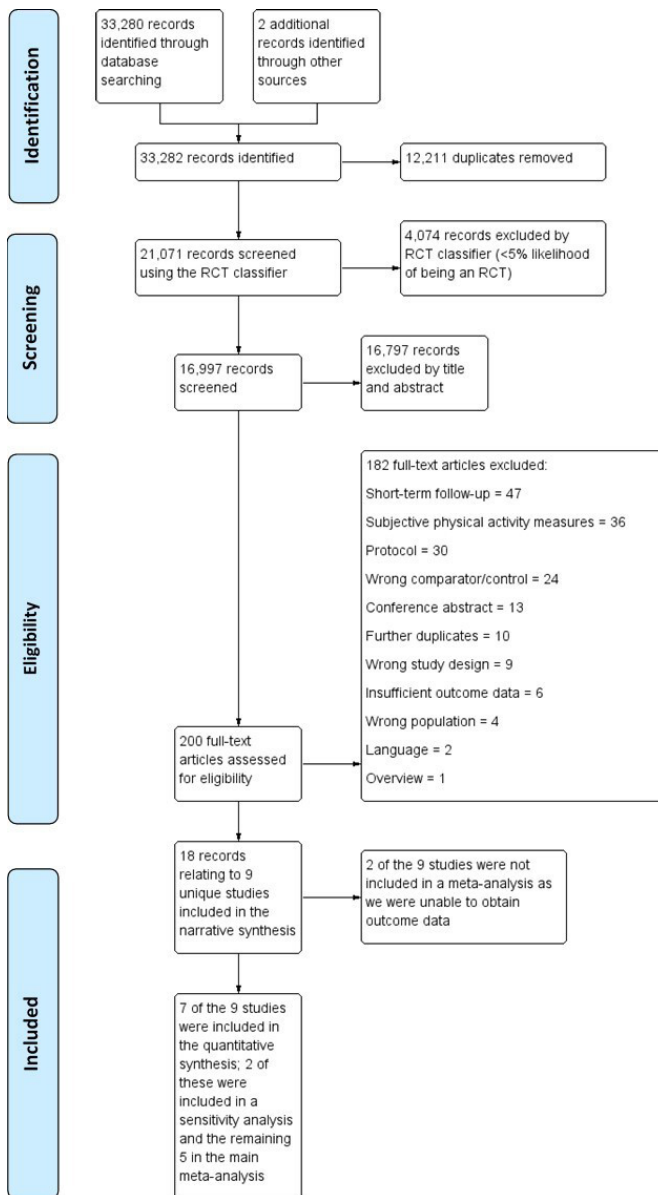 Identification
33,280 records
identified through
database
searching
2 additional
records identified
through other
sources
33,282 records identified
12,211 duplicates removed
Screening
21,071 records screened
using the RCT classifier
4,074 records excluded by
RCT classifier (<5% likelihood
of being an RCT)
16,997 records
screened
16,797 records
excluded by title
and abstract
Eligibility
200 full-text
articles assessed
for eligibility
182 full-text articles excluded:
Short-term follow-up = 47
Subjective physical activity measures = 36
Protocol = 30
Wrong comparator/control = 24
Conference abstract = 13
Further duplicates = 10
Wrong study design = 9
Insufficient outcome data = 6
Wrong population = 4
Language = 2
Overview = 1
Included
18 records
relating to 9
unique studies
included in the
narrative synthesis
2 of the 9 studies were not
included in a meta-analysis as
we were unable to obtain
outcome data
7 of the 9 studies
were included in
the quantitative
synthesis; 2 of
these were
included in a
sensitivity analysis
and the remaining
5 in the main
meta-analysis